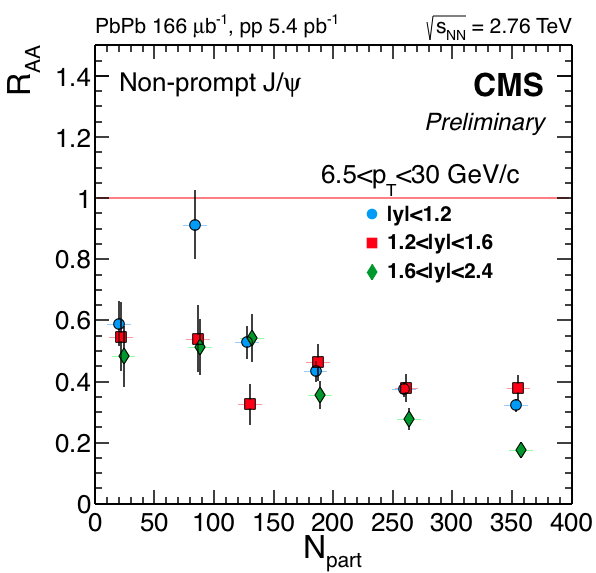 PbPb 166 μb⁻¹, pp 5.4 pb⁻¹ √s_NN = 2.76 TeV
R_AA
Non-prompt J/ψ
CMS
Preliminary
6.5<p_T<30 GeV/c
|y|<1.2
1.2<|y|<1.6
1.6<|y|<2.4
1.4
1.2
1
0.8
0.6
0.4
0.2
0
0 50 100 150 200 250 300 350 400
N_part